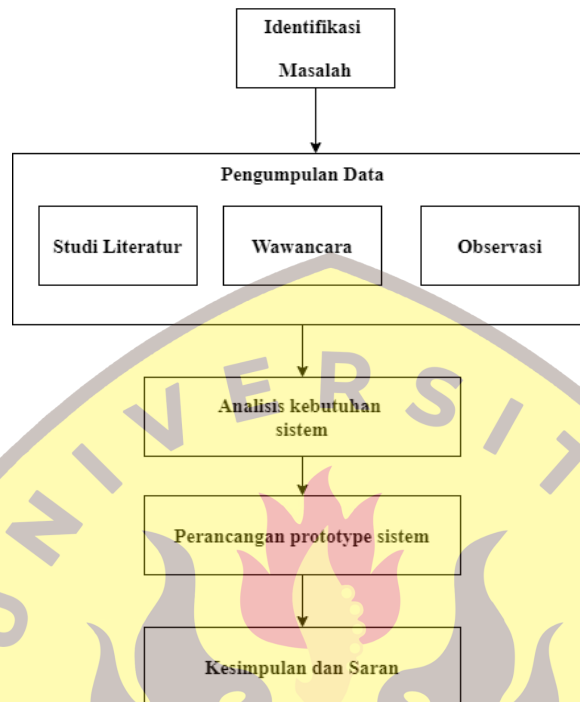 Identifikasi
Masalah
Pengumpulan Data
Studi Literatur
Wawancara
Observasi
Analisis kebutuhan
sistem
Perancangan prototype sistem
Kesimpulan dan Saran
UNIVERSIT